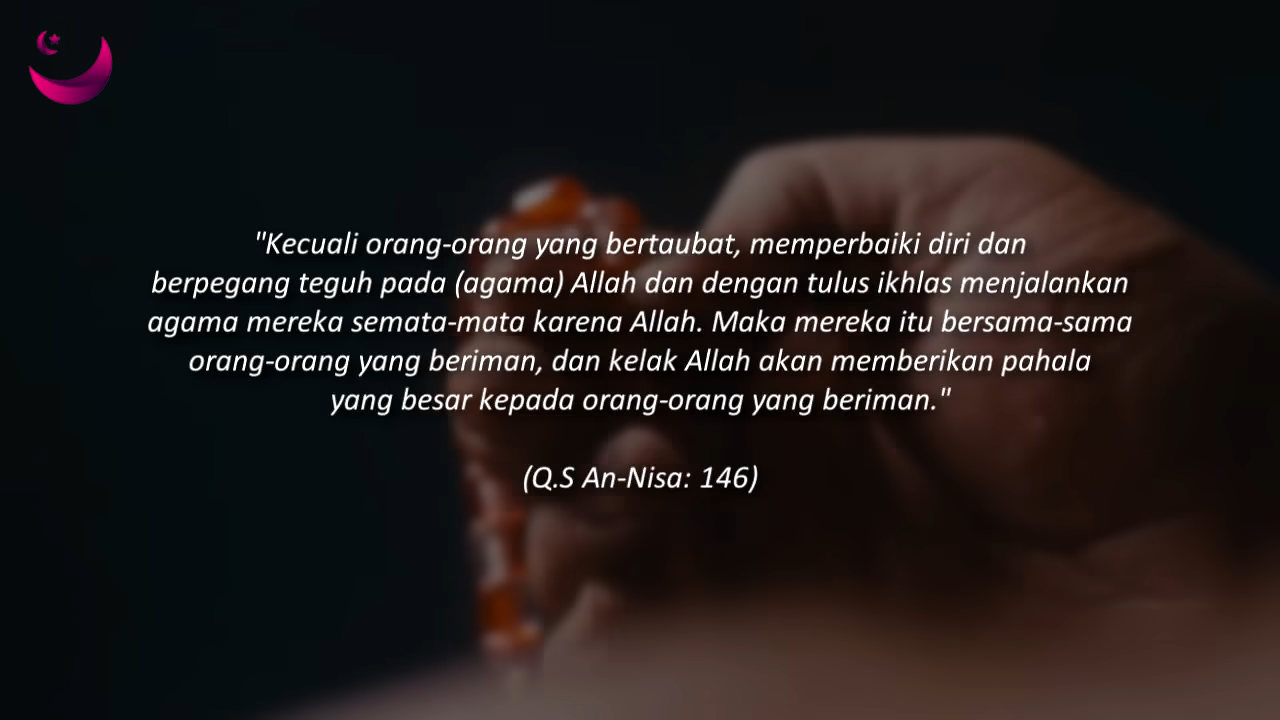 "Kecuali orang-orang yang bertaubat, memperbaiki diri dan
berpegang teguh pada (agama) Allah dan dengan tulus ikhlas menjalankan
agama mereka semata-mata karena Allah. Maka mereka itu bersama-sama
orang-orang yang beriman, dan kelak Allah akan memberikan pahala
yang besar kepada orang-orang yang beriman."
(Q.S An-Nisa: 146)